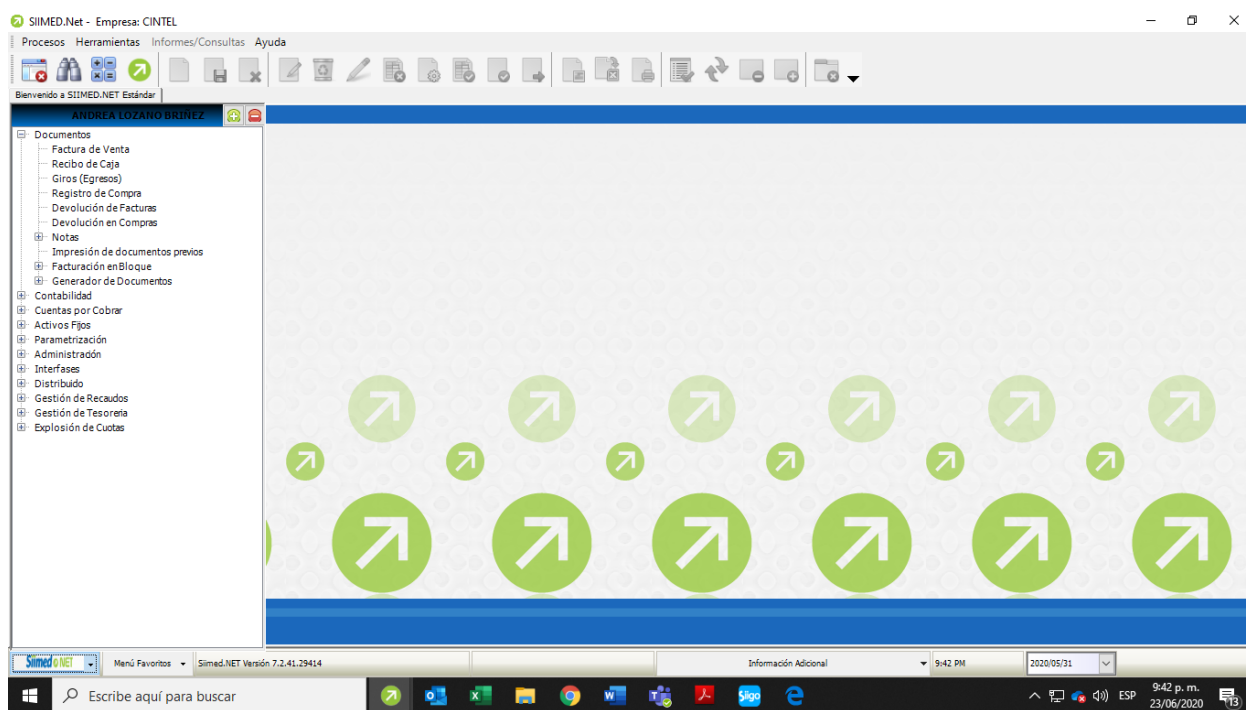 SIIMED.Net - Empresa: CINTEL
Procesos Herramientas Informes/Consultas Ayuda
Bienvenido a SIIMED.NET Estándar
ANDREA LOZANO BRIÑEZ
Documentos
Factura de Venta
Recibo de Caja
Giros (Egresos)
Registro de Compra
Devolución de Facturas
Devolución en Compras
Notas
Impresión de documentos previos
Facturación en Bloque
Generador de Documentos
Contabilidad
Cuentas por Cobrar
Activos Fijos
Parametrización
Administración
Interfases
Distribuido
Gestión de Recaudos
Gestión de Tesoreria
Explosión de Cuotas
Siimed.NET Menú Favoritos Siimed.NET Versión 7.2.41.29414 Información Adicional 9:42 PM 2020/05/31
Escribe aquí para buscar
Sligo
ESP
9:42 p. m.
23/06/2020
13